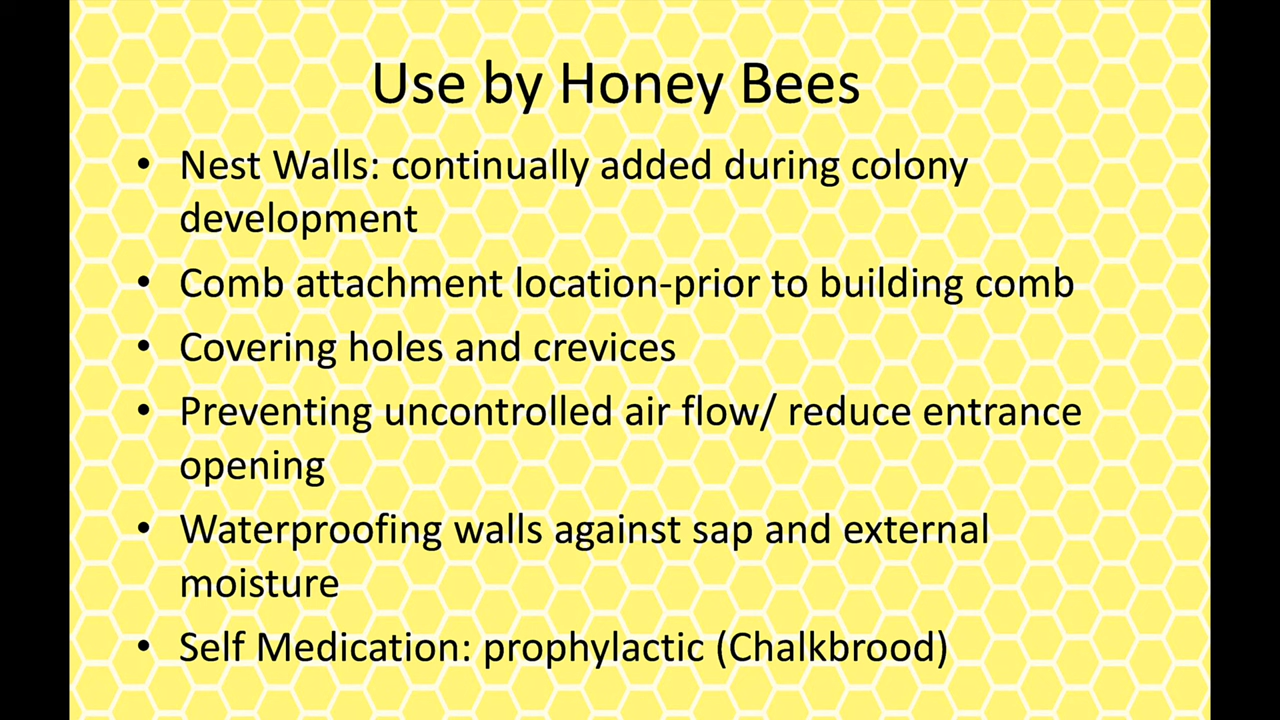 Use by Honey Bees
• Nest Walls: continually added during colony
development
• Comb attachment location-prior to building comb
• Covering holes and crevices
• Preventing uncontrolled air flow/ reduce entrance
opening
• Waterproofing walls against sap and external
moisture
• Self Medication: prophylactic (Chalkbrood)